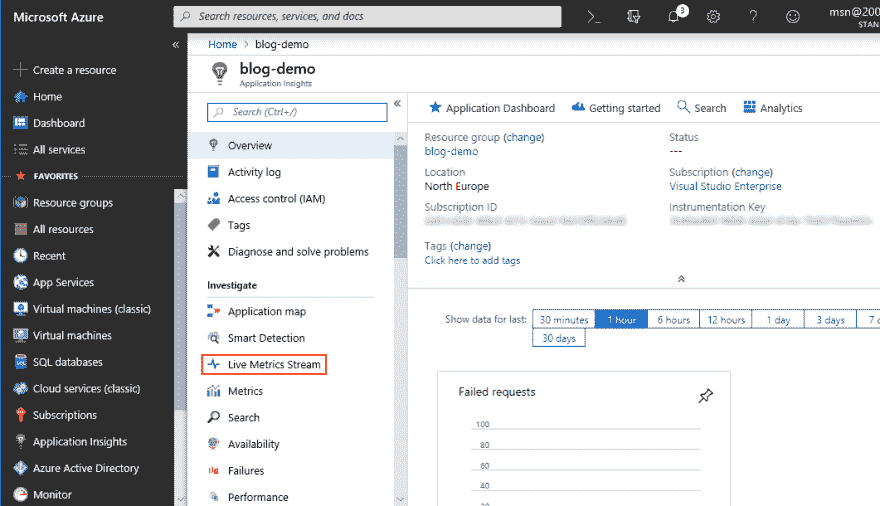 Microsoft Azure
Search resources, services, and docs
3
msn@200
STAN
Create a resource
Home
Dashboard
All services
FAVORITES
Resource groups
All resources
Recent
App Services
Virtual machines (classic)
Virtual machines
SQL databases
Cloud services (classic)
Subscriptions
Application Insights
Azure Active Directory
Monitor
Home > blog-demo
blog-demo
Application Insights
Search (Ctrl+/)
Overview
Activity log
Access control (IAM)
Tags
Diagnose and solve problems
Investigate
Application map
Smart Detection
Live Metrics Stream
Metrics
Search
Availability
Failures
Performance
Application Dashboard Getting started Search Analytics
Resource group (change)
blog-demo
Location
North Europe
Subscription ID
Tags (change)
Click here to add tags
Status
---
Subscription (change)
Visual Studio Enterprise
Instrumentation Key
Show data for last: 30 minutes 1 hour 6 hours 12 hours 1 day 3 days 7
30 days
Failed requests
100
80
60
40